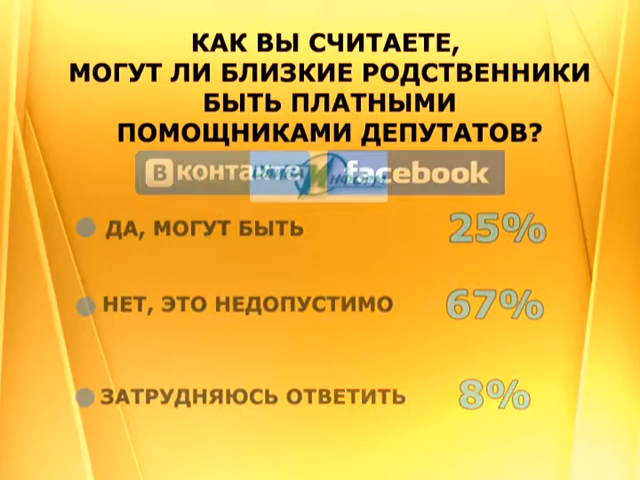 КАК ВЫ СЧИТАЕТЕ,
МОГУТ ЛИ БЛИЗКИЕ РОДСТВЕННИКИ
БЫТЬ ПЛАТНЫМИ
ПОМОЩНИКАМИ ДЕПУТАТОВ?
В КОНТАКТЕ facebook
ДА, МОГУТ БЫТЬ 25%
НЕТ, ЭТО НЕДОПУСТИМО 67%
ЗАТРУДНЯЮСЬ ОТВЕТИТЬ 8%